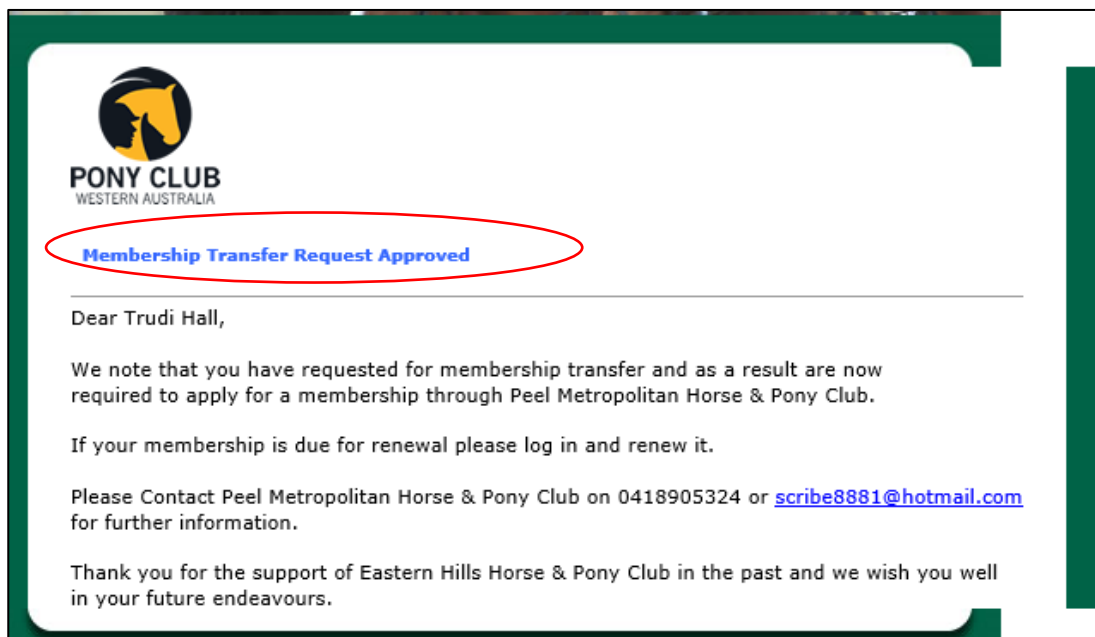 PONY CLUB
WESTERN AUSTRALIA
Membership Transfer Request Approved
Dear Trudi Hall,
We note that you have requested for membership transfer and as a result are now
required to apply for a membership through Peel Metropolitan Horse & Pony Club.
If your membership is due for renewal please log in and renew it.
Please Contact Peel Metropolitan Horse & Pony Club on 0418905324 or scribe8881@hotmail.com
for further information.
Thank you for the support of Eastern Hills Horse & Pony Club in the past and we wish you well
in your future endeavours.